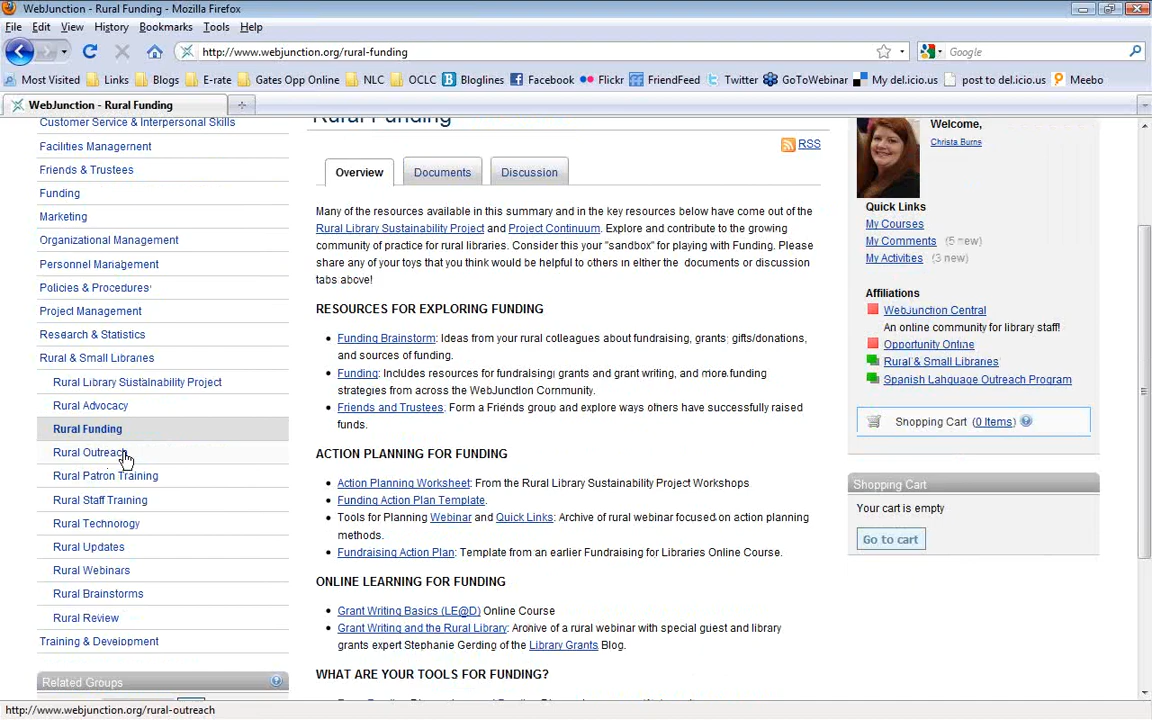 WebJunction - Rural Funding - Mozilla Firefox
File Edit View History Bookmarks Tools Help
http://www.webjunction.org/rural-funding
Google
Most Visited Links Blogs E-rate Gates Opp Online NLC OCLC Bloglines Facebook Flickr FriendFeed Twitter GoToWebinar My del.icio.us post to del.icio.us Meebo
WebJunction - Rural Funding
Customer Service & Interpersonal Skills
Facilities Management
Friends & Trustees
Funding
Marketing
Organizational Management
Personnel Management
Policies & Procedures
Project Management
Research & Statistics
Rural & Small Libraries
Rural Library Sustainability Project
Rural Advocacy
Rural Funding
Rural Outreach
Rural Patron Training
Rural Staff Training
Rural Technology
Rural Updates
Rural Webinars
Rural Brainstorms
Rural Review
Training & Development
Related Groups
Rural Funding
RSS
Overview Documents Discussion
Many of the resources available in this summary and in the key resources below have come out of the
Rural Library Sustainability Project and Project Continuum. Explore and contribute to the growing
community of practice for rural libraries. Consider this your "sandbox" for playing with Funding. Please
share any of your toys that you think would be helpful to others in either the documents or discussion
tabs above!
RESOURCES FOR EXPLORING FUNDING
Funding Brainstorm: Ideas from your rural colleagues about fundraising, grants, gifts/donations,
and sources of funding.
Funding: Includes resources for fundraising, grants and grant writing, and more funding
strategies from across the WebJunction Community.
Friends and Trustees: Form a Friends group and explore ways others have successfully raised
funds.
ACTION PLANNING FOR FUNDING
Action Planning Worksheet: From the Rural Library Sustainability Project Workshops
Funding Action Plan Template.
Tools for Planning Webinar and Quick Links: Archive of rural webinar focused on action planning
methods.
Fundraising Action Plan: Template from an earlier Fundraising for Libraries Online Course.
ONLINE LEARNING FOR FUNDING
Grant Writing Basics (LE@D) Online Course
Grant Writing and the Rural Library: Archive of a rural webinar with special guest and library
grants expert Stephanie Gerding of the Library Grants Blog.
WHAT ARE YOUR TOOLS FOR FUNDING?
Welcome,
Christa Burns
Quick Links
My Courses
My Comments (5 new)
My Activities (3 new)
Affiliations
WebJunction Central
An online community for library staff!
Opportunity Online
Rural & Small Libraries
Spanish Language Outreach Program
Shopping Cart (0 Items)
Shopping Cart
Your cart is empty
Go to cart
http://www.webjunction.org/rural-outreach